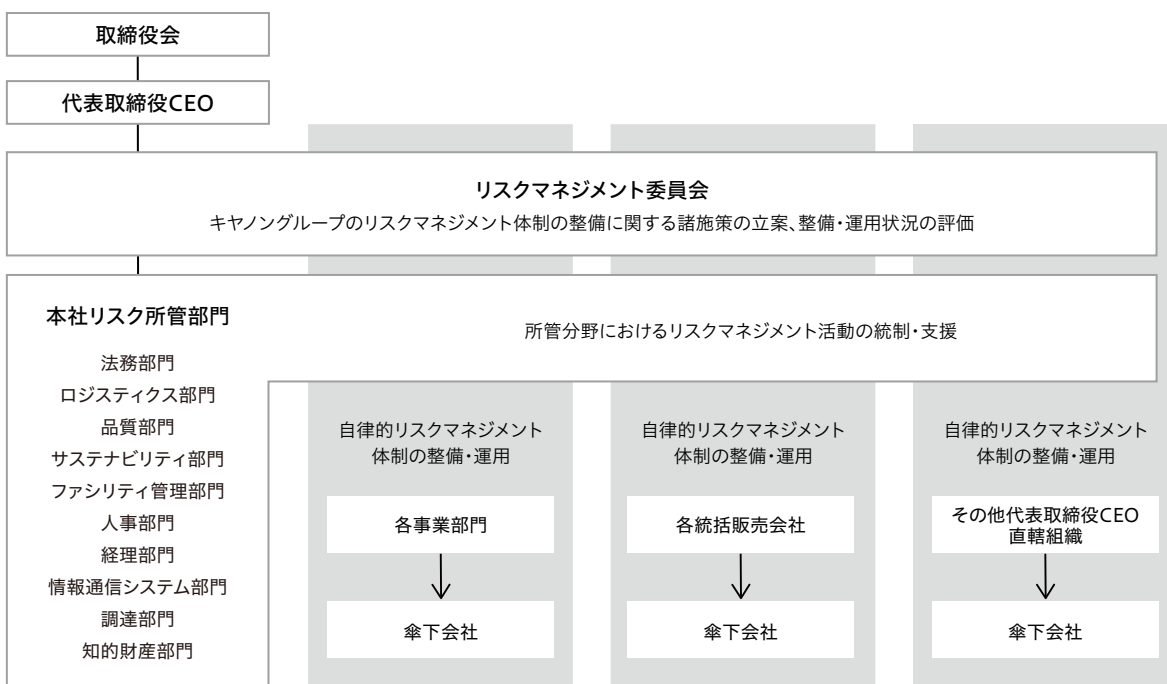 取締役会
代表取締役CEO
リスクマネジメント委員会
キヤノングループのリスクマネジメント体制の整備に関する諸施策の立案、整備・運用状況の評価
本社リスク所管部門
法務部門
ロジスティクス部門
品質部門
サステナビリティ部門
ファシリティ管理部門
人事部門
経理部門
情報通信システム部門
調達部門
知的財産部門
所管分野におけるリスクマネジメント活動の統制・支援
自律的リスクマネジメント
体制の整備・運用
各事業部門
傘下会社
自律的リスクマネジメント
体制の整備・運用
各統括販売会社
傘下会社
自律的リスクマネジメント
体制の整備・運用
その他代表取締役CEO
直轄組織
傘下会社